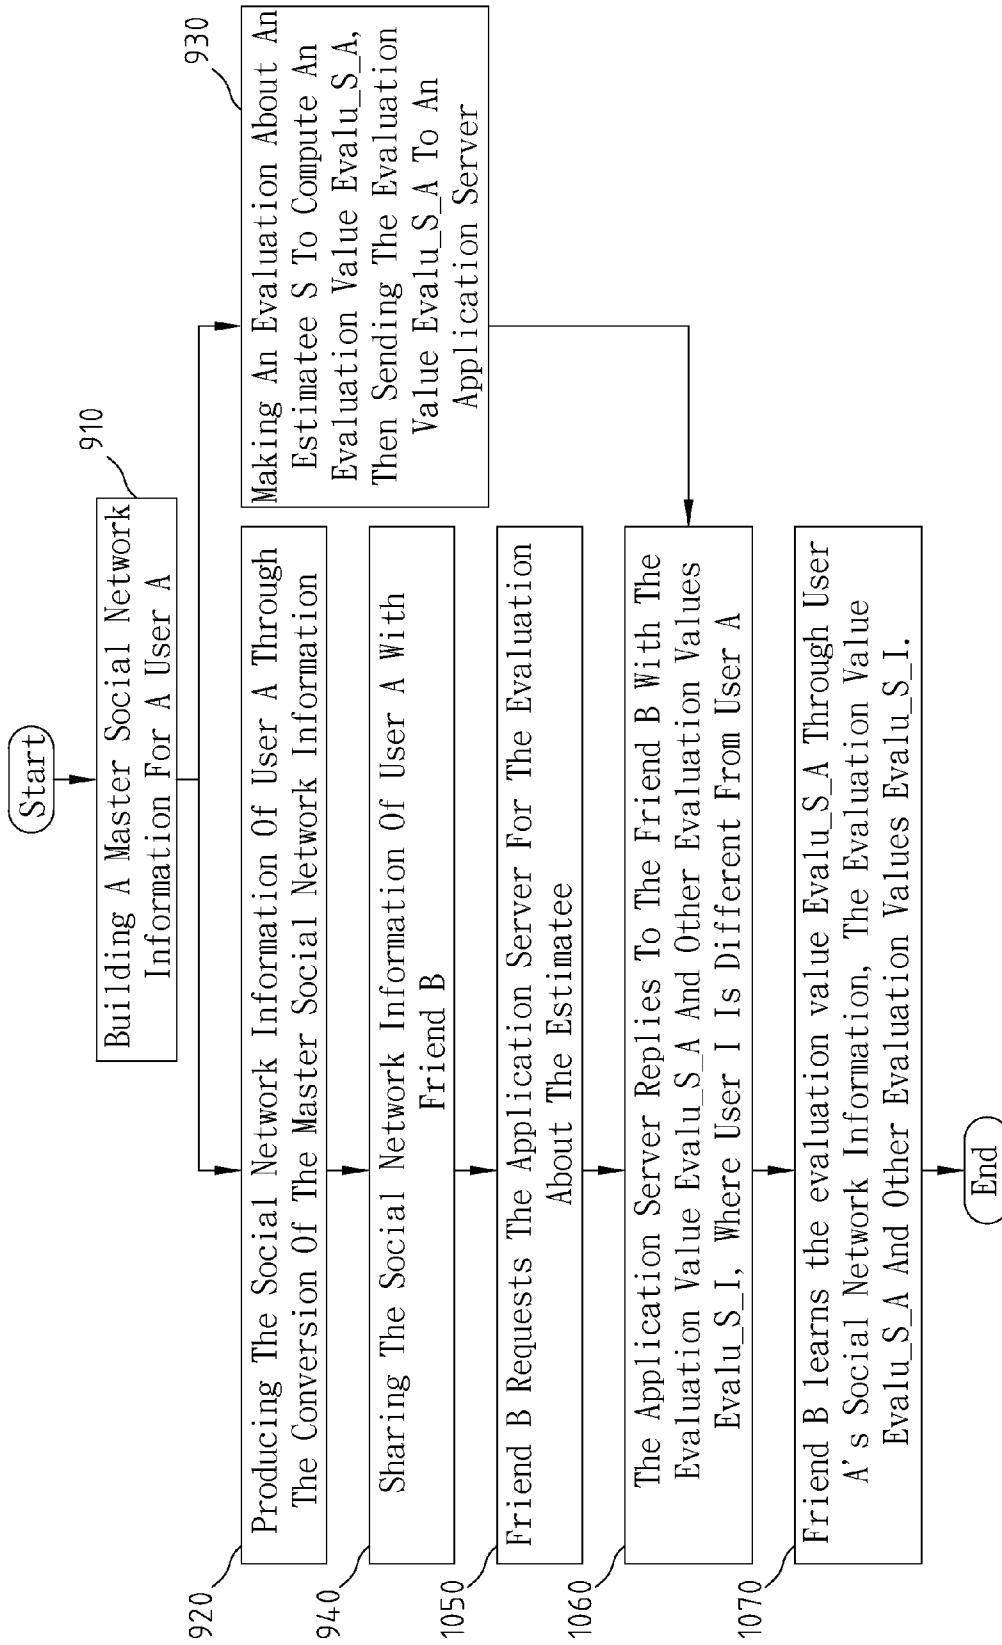 Start
910
Building A Master Social Network
Information For A User A
920
Producing The Social Network Information Of User A Through
The Conversion Of The Master Social Network Information
930
Making An Evaluation About An
Estimatee S To Compute An
Evaluation Value Evalu_S_A,
Then Sending The Evaluation
Value Evalu_S_A To An
Application Server
940
Sharing The Social Network Information Of User A With
Friend B
1050
Friend B Requests The Application Server For The Evaluation
About The Estimatee
1060
The Application Server Replies To The Friend B With The
Evaluation Value Evalu_S_A And Other Evaluation Values
Evalu_S_I, Where User I Is Different From User A
1070
Friend B learns the evaluation value Evalu_S_A Through User
A's Social Network Information, The Evaluation Value
Evalu_S_A And Other Evaluation Values Evalu_S_I.
End